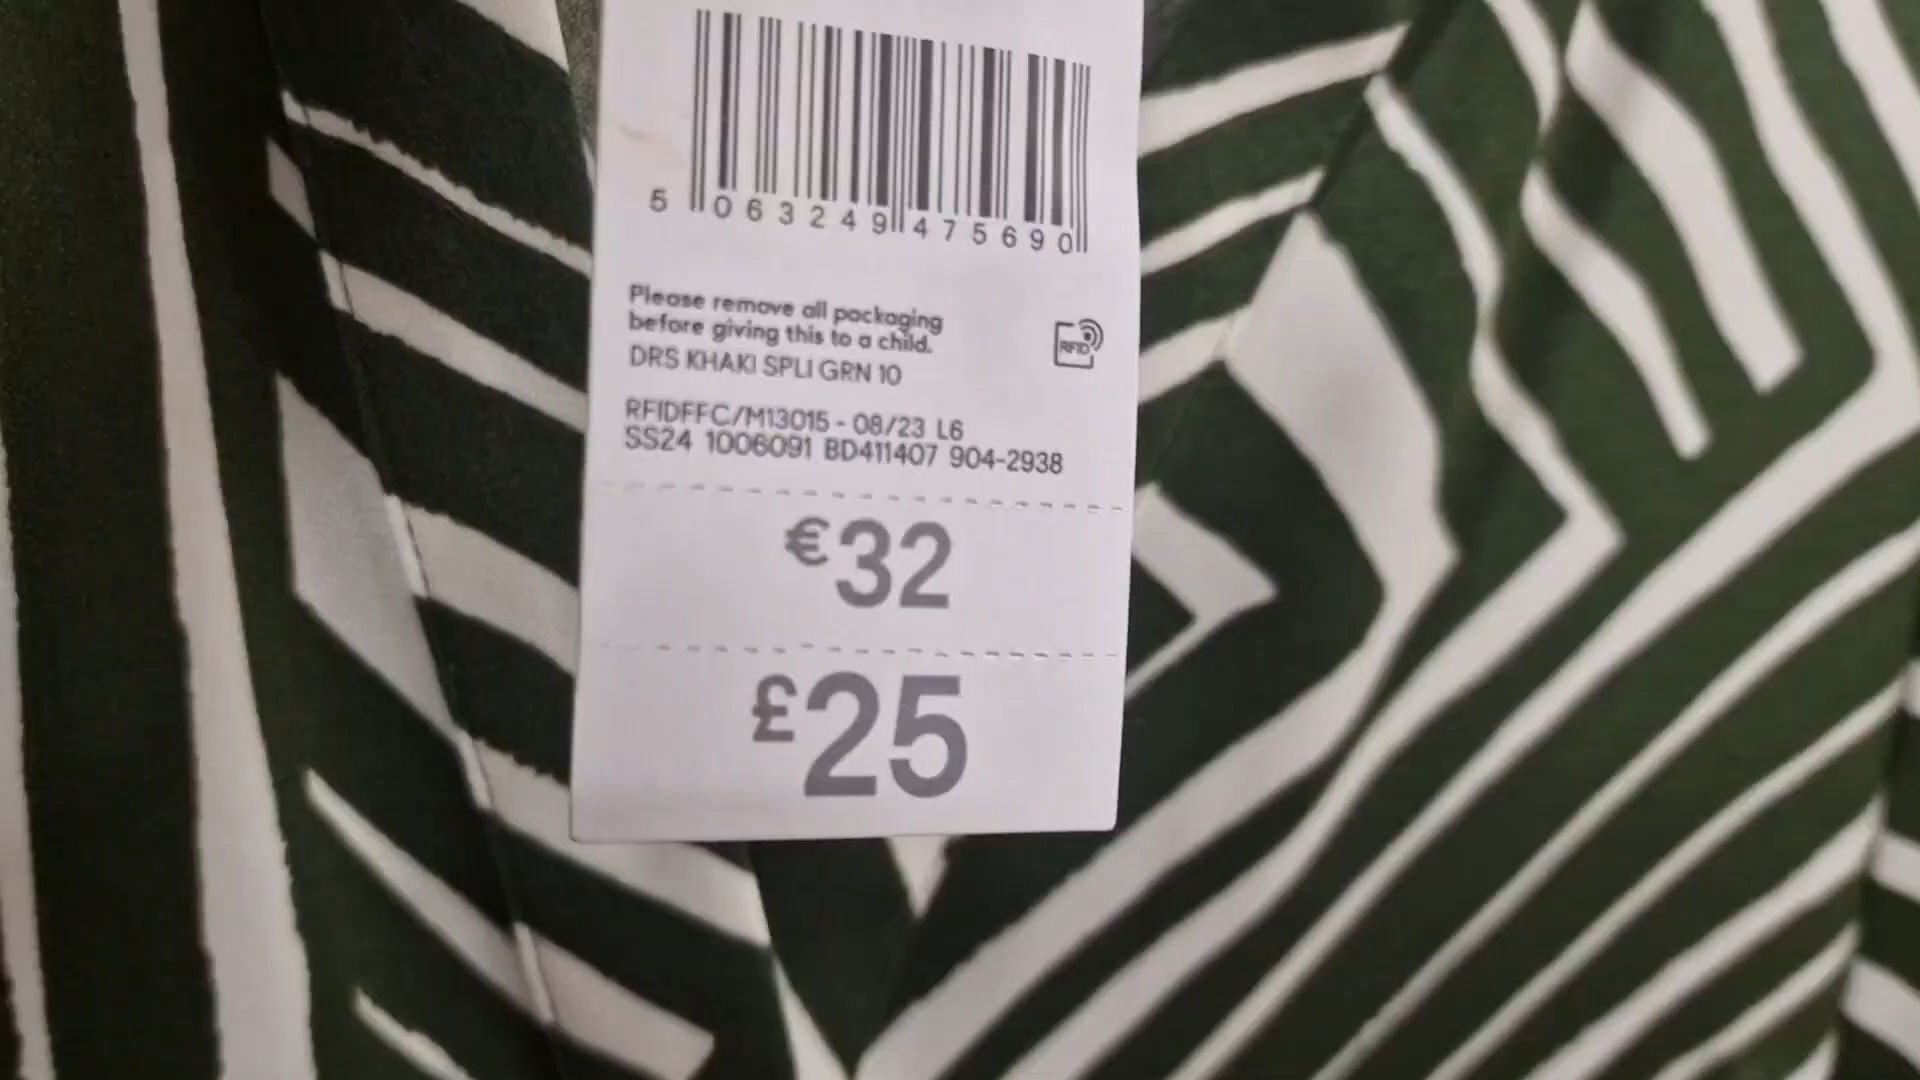 5 063249 475690
Please remove all packaging
before giving this to a child.
RFID
DRS KHAKI SPLI GRN 10
RFIDFFC/M13015 - 08/23 L6
SS24 1006091 BD411407 904-2938
€32
£25